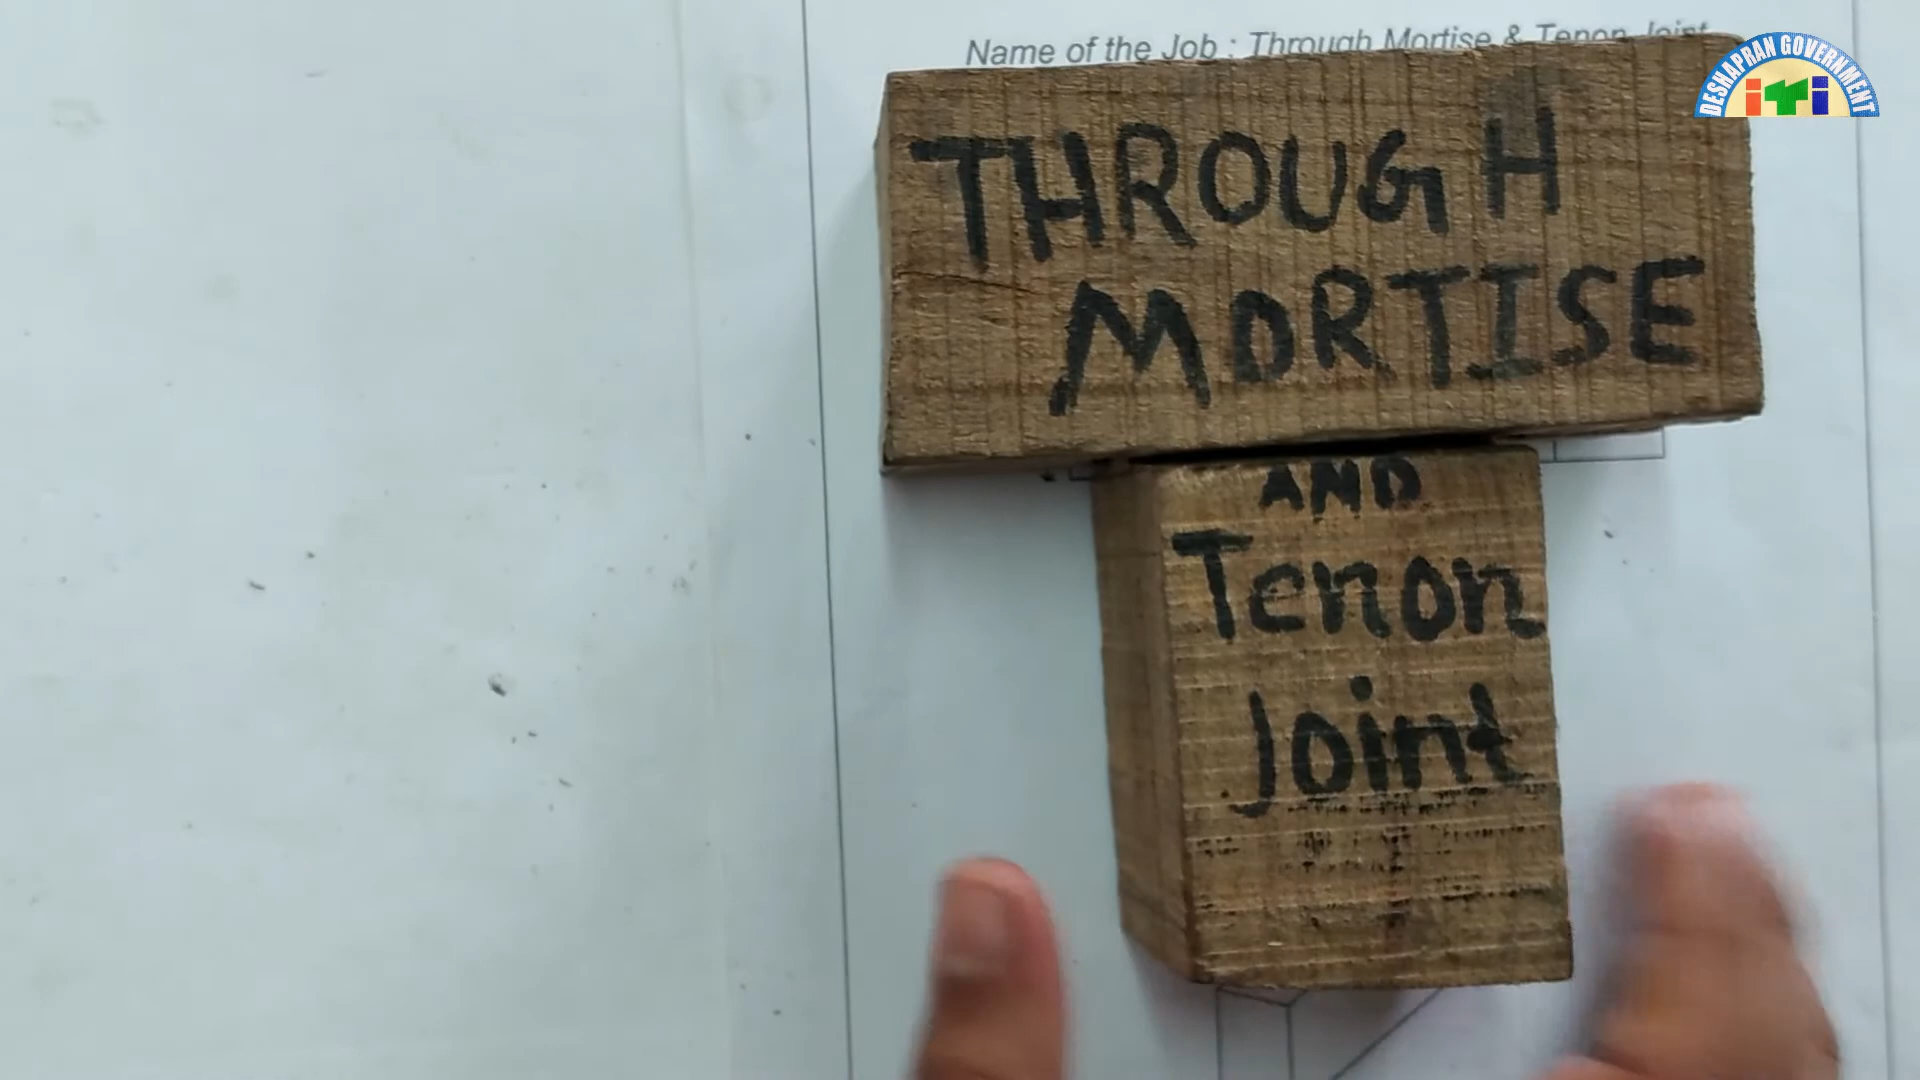 Name of the Job : Through Mortise & Tenon Joint
DESHAPRAN GOVERNMENT
iTi
THROUGH
MORTISE
AND
Tenon
Joint